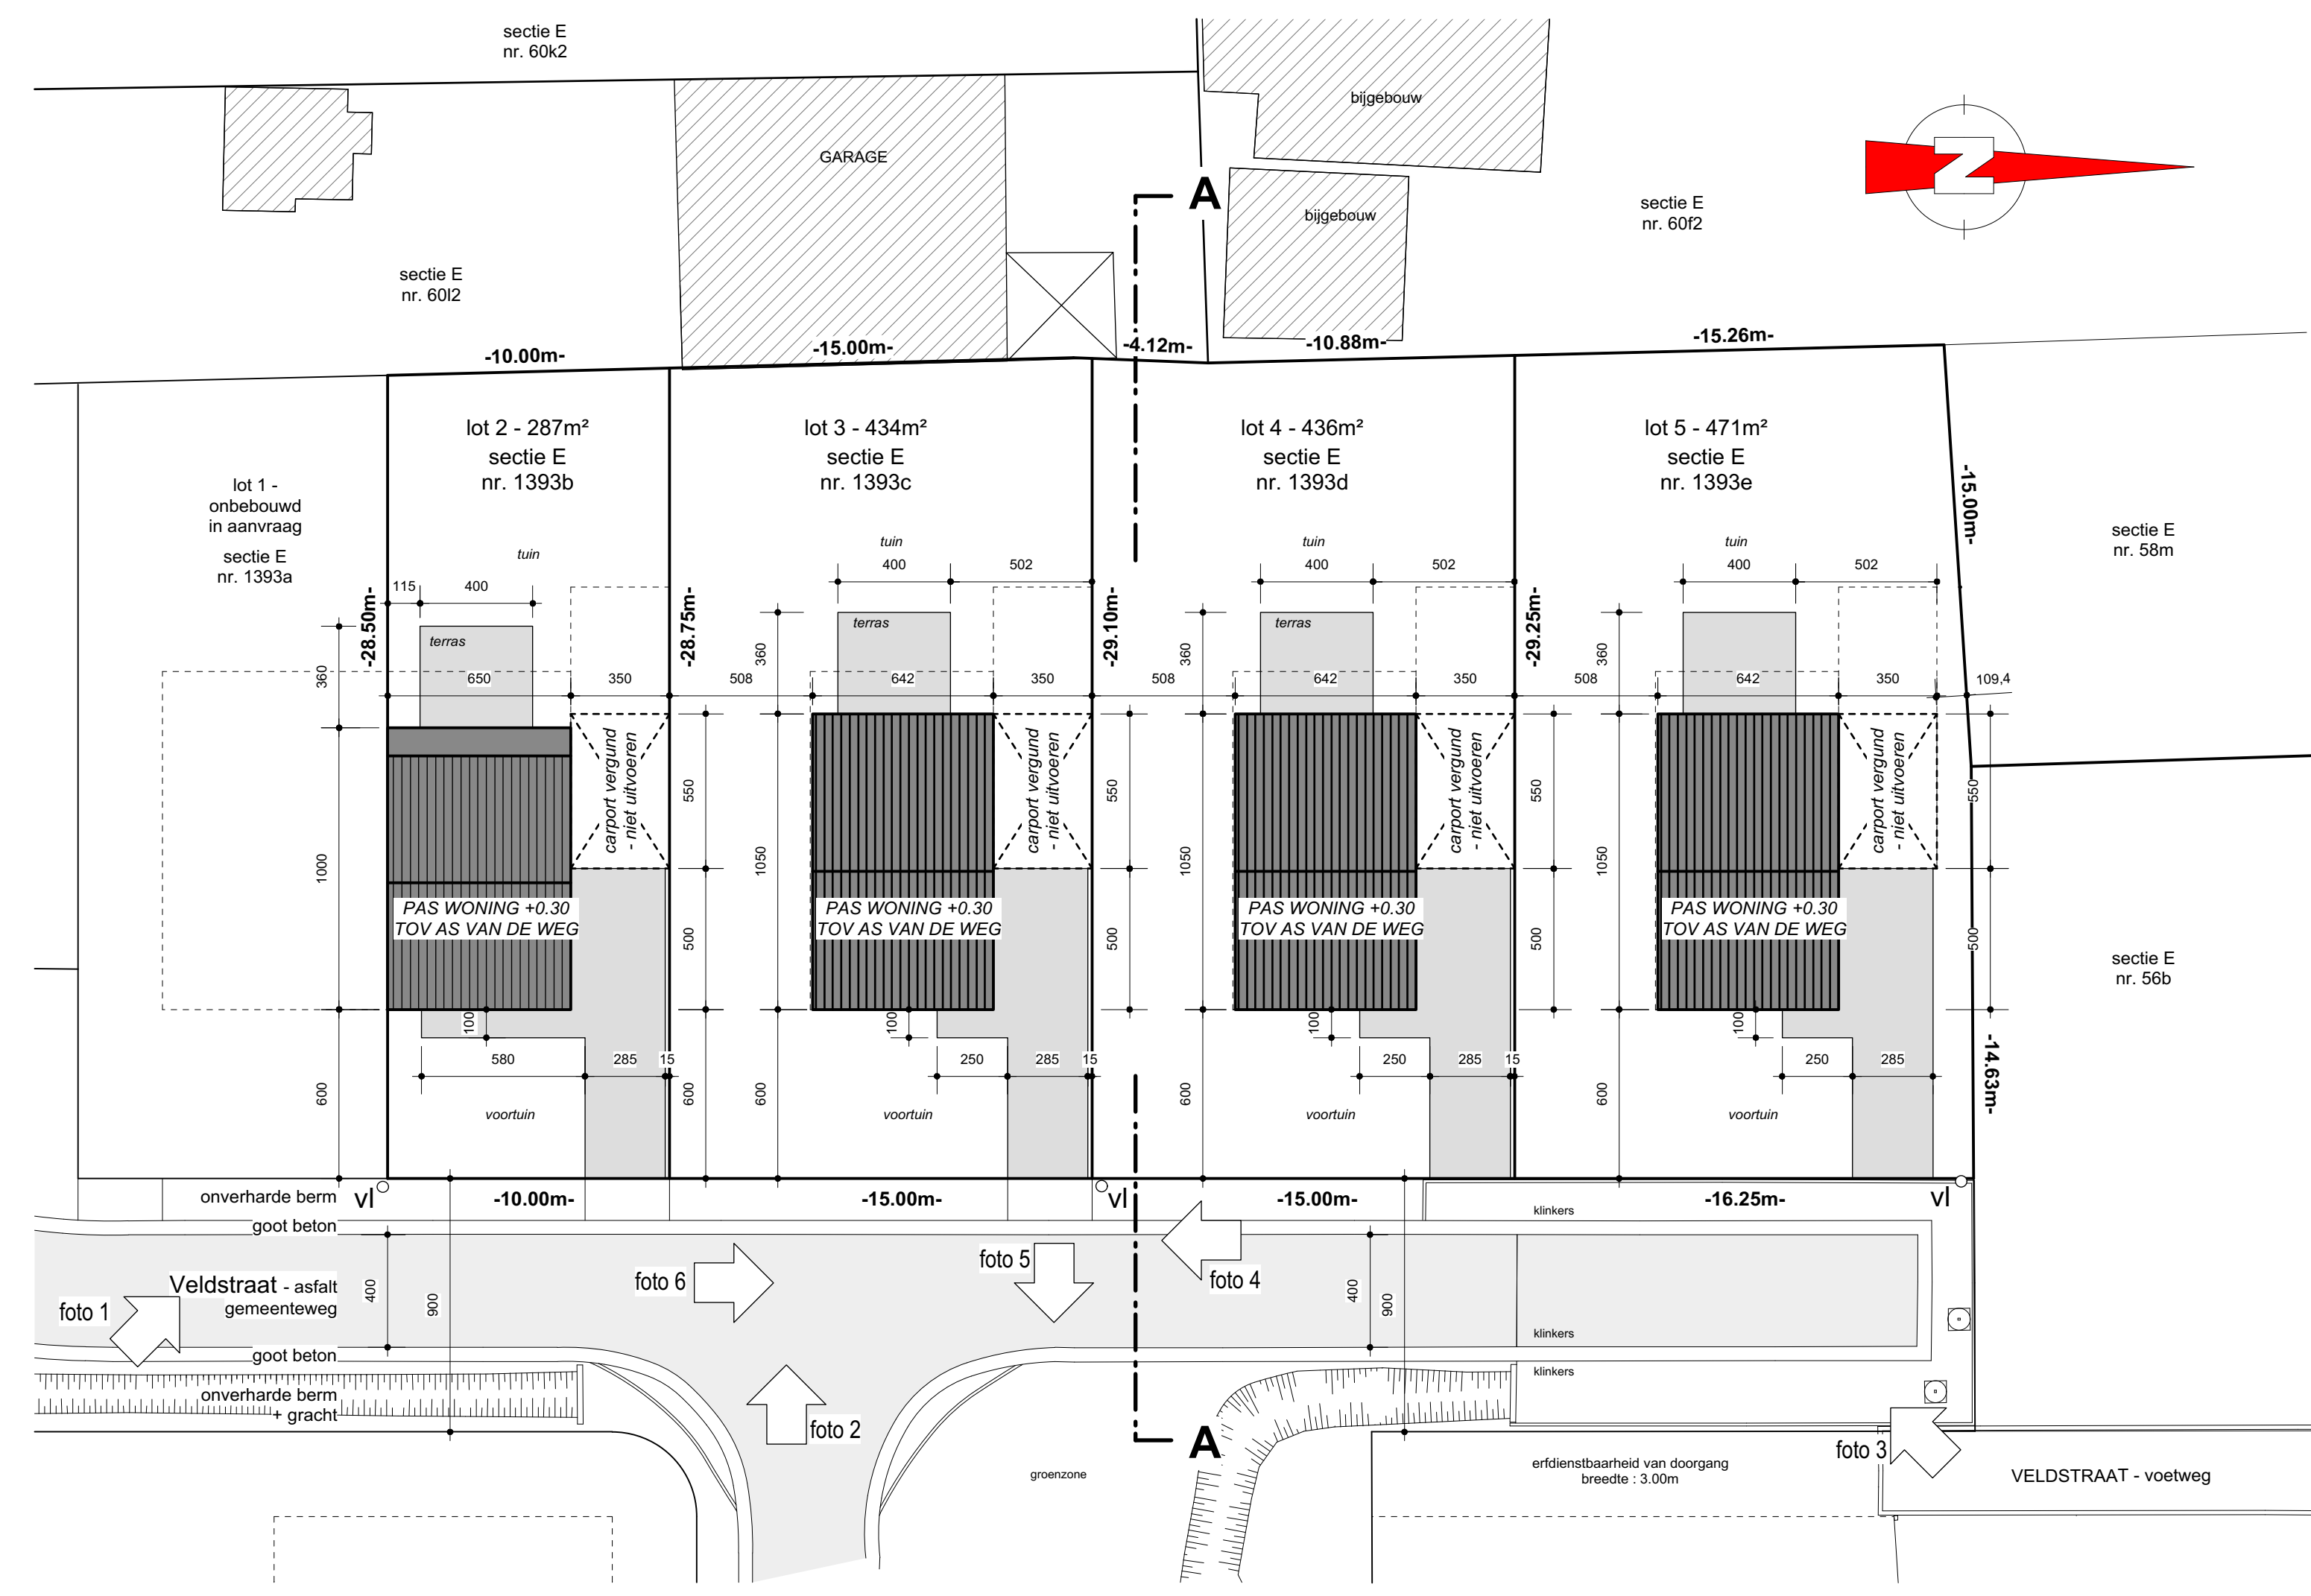 sectie E
nr. 60k2
bijgebouw
GARAGE
N
A
bijgebouw
sectie E
nr. 60f2
sectie E
nr. 60l2
-10.00m-
-15.00m-
-4.12m-
-10.88m-
-15.26m-
lot 2 - 287m²
sectie E
nr. 1393b
lot 3 - 434m²
sectie E
nr. 1393c
lot 4 - 436m²
sectie E
nr. 1393d
lot 5 - 471m²
sectie E
nr. 1393e
lot 1 -
onbebouwd
in aanvraag
sectie E
nr. 1393a
-15.00m-
sectie E
nr. 58m
tuin
tuin
tuin
tuin
115
400
400
502
400
502
400
502
-28.50m-
-28.75m-
-29.10m-
-29.25m-
terras
terras
terras
360
360
360
360
650
350
508
642
350
508
642
350
508
642
350
109,4
carport vergund
- niet uitvoeren
carport vergund
- niet uitvoeren
carport vergund
- niet uitvoeren
carport vergund
- niet uitvoeren
1000
550
1050
550
1050
550
1050
550
PAS WONING +0.30
TOV AS VAN DE WEG
PAS WONING +0.30
TOV AS VAN DE WEG
PAS WONING +0.30
TOV AS VAN DE WEG
PAS WONING +0.30
TOV AS VAN DE WEG
500
500
500
500
sectie E
nr. 56b
100
100
100
100
580
285
15
250
285
15
250
285
15
250
285
-14.63m-
600
600
600
600
600
voortuin
voortuin
voortuin
voortuin
onverharde berm
vl
-10.00m-
-15.00m-
vl
-15.00m-
-16.25m-
vl
klinkers
goot beton
foto 6
foto 5
foto 4
Veldstraat - asfalt
gemeenteweg
400
900
400
900
foto 1
klinkers
goot beton
klinkers
onverharde berm
+ gracht
foto 2
A
foto 3
groenzone
erfdienstbaarheid van doorgang
breedte : 3.00m
VELDSTRAAT - voetweg